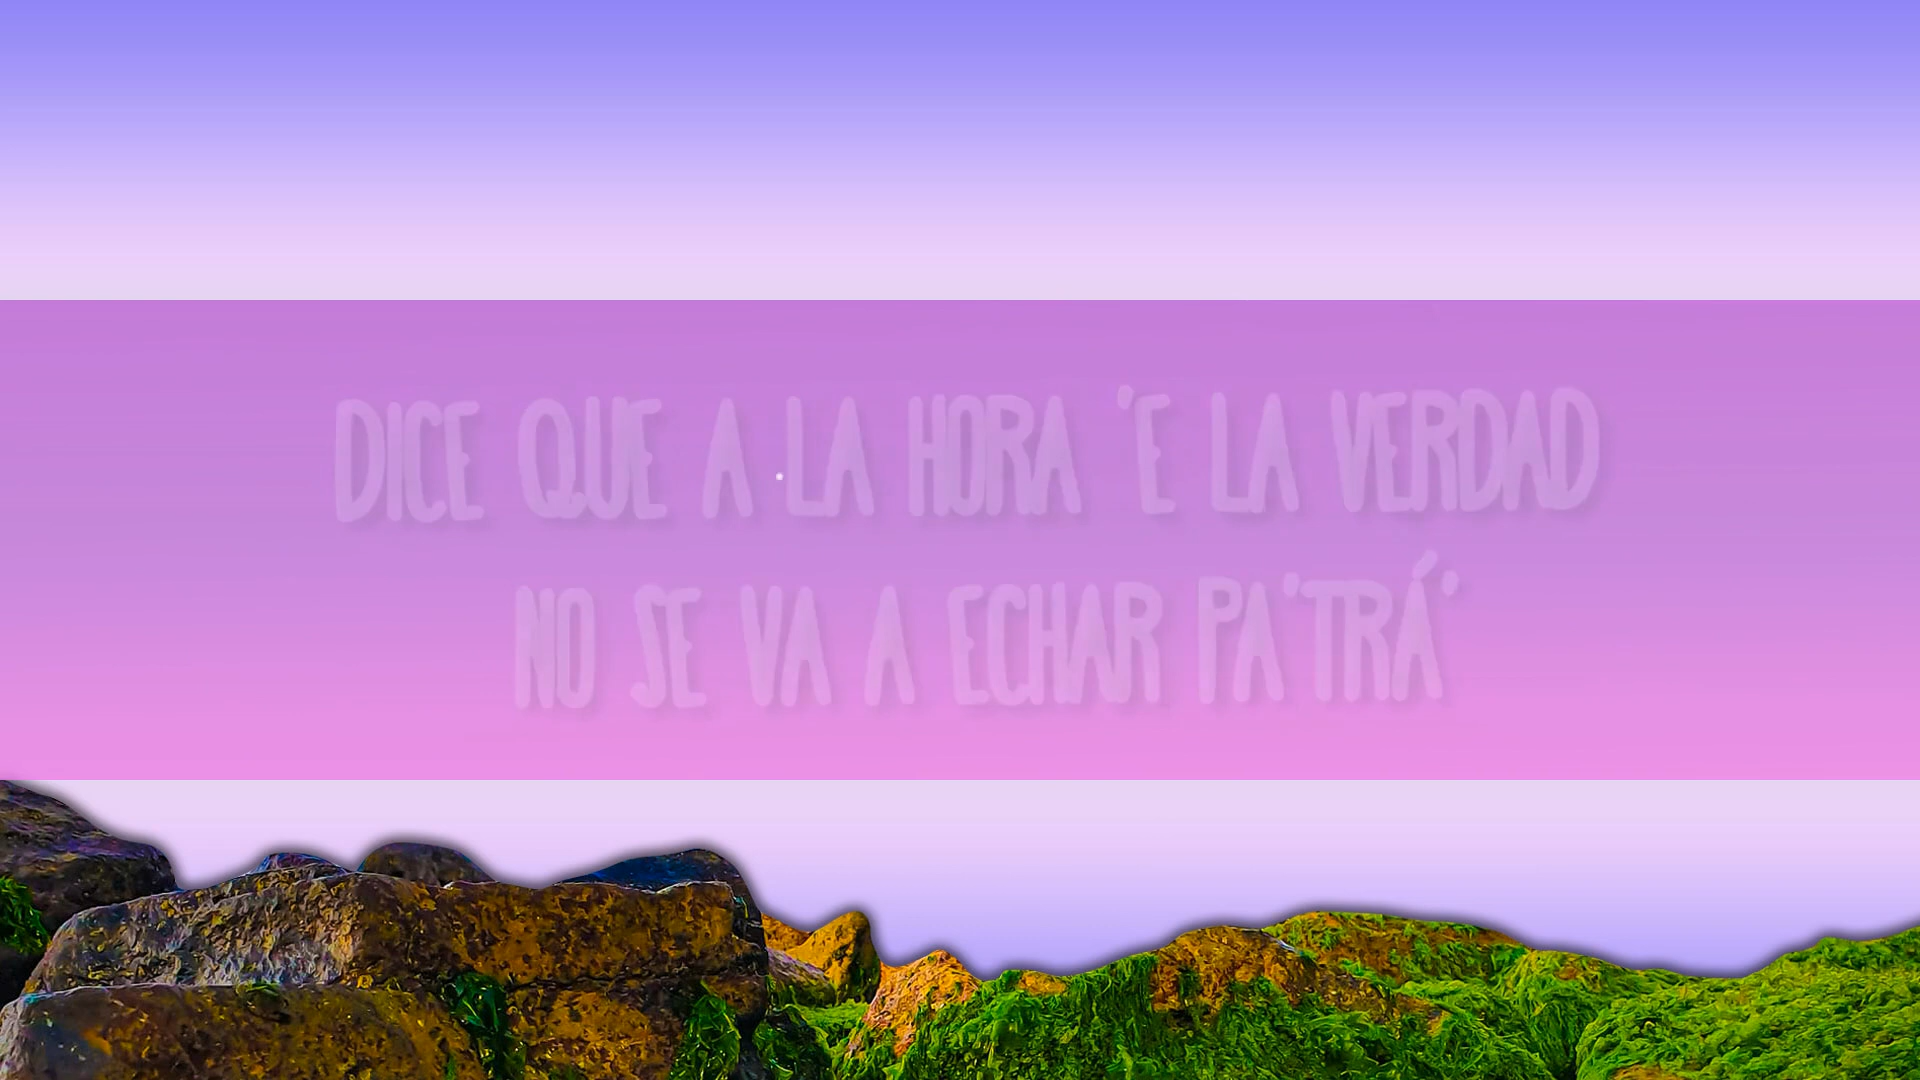 DICE QUE A LA HORA 'E LA VERDAD
NO SE VA A ECHAR PA'TRÁ'